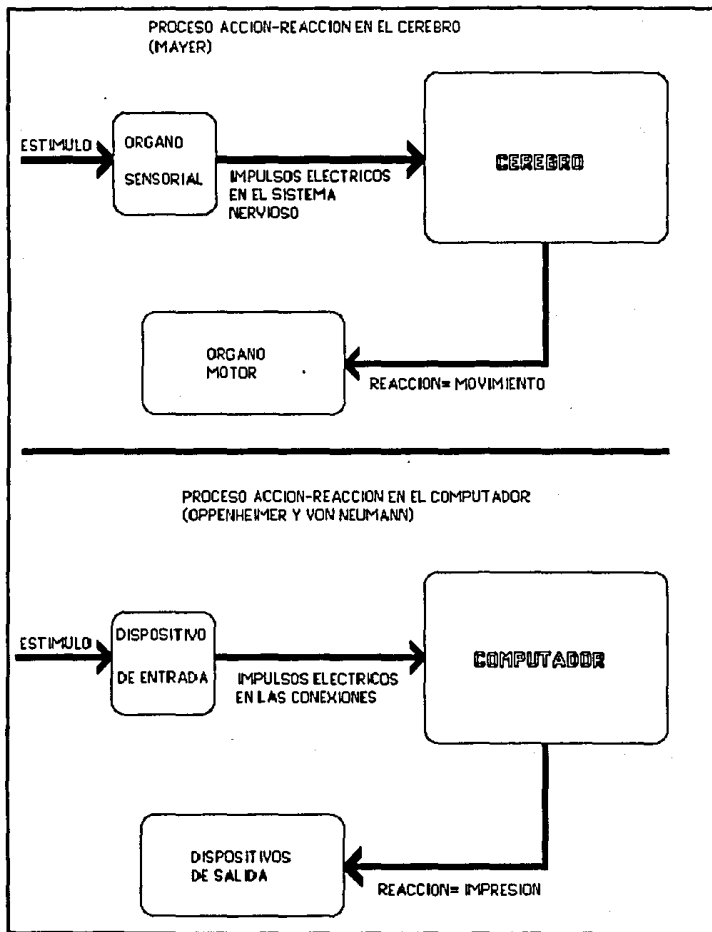 PROCESO ACCION-REACCION EN EL CEREBRO
(MAYER)
ESTIMULO
ORGANO
SENSORIAL
IMPULSOS ELECTRICOS
EN EL SISTEMA
NERVIOSO
CEREBRO
ORGANO
MOTOR
REACCION= MOVIMIENTO
PROCESO ACCION-REACCION EN EL COMPUTADOR
(OPPENHEIMER Y VON NEUMANN)
ESTIMULO
DISPOSITIVO
DE ENTRADA
IMPULSOS ELECTRICOS
EN LAS CONEXIONES
COMPUTADOR
DISPOSITIVOS
DE SALIDA
REACCION= IMPRESION